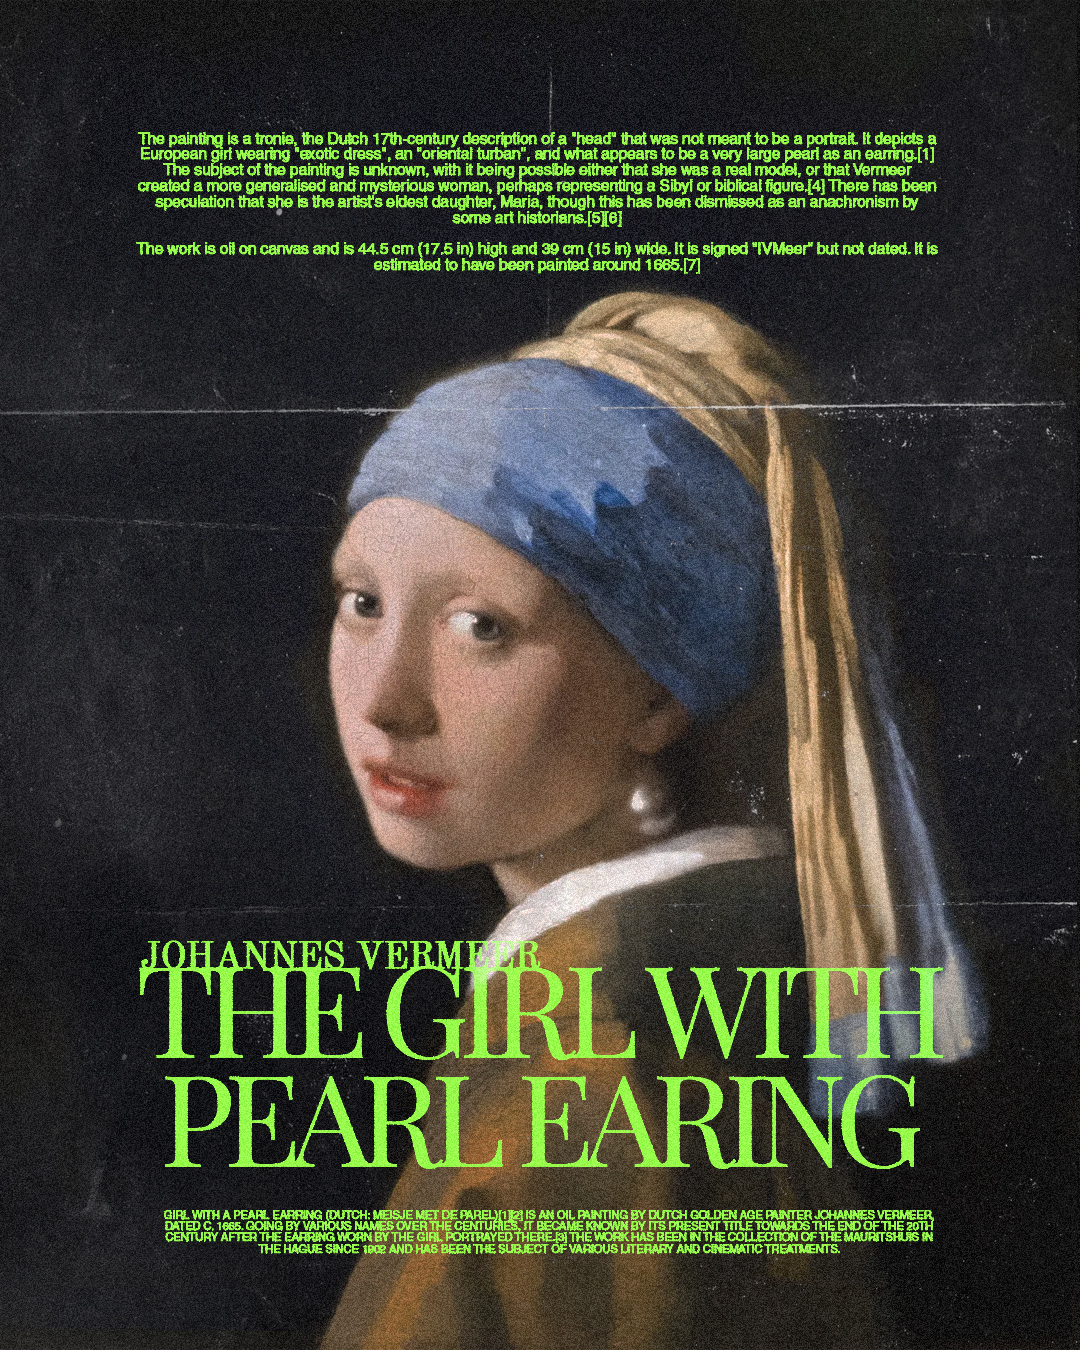 The painting is a tronie, the Dutch 17th-century description of a "head" that was not meant to be a portrait. It depicts a
European girl wearing "exotic dress", an "oriental turban", and what appears to be a very large pearl as an earring.[1]
The subject of the painting is unknown, with it being possible either that she was a real model, or that Vermeer
created a more generalised and mysterious woman, perhaps representing a Sibyl or biblical figure.[4] There has been
speculation that she is the artist's eldest daughter, Maria, though this has been dismissed as an anachronism by
some art historians.[5][6]
The work is oil on canvas and is 44.5 cm (17.5 in) high and 39 cm (15 in) wide. It is signed "IVMeer" but not dated. It is
estimated to have been painted around 1665.[7]
JOHANNES VERMEER
THE GIRL WITH
PEARL EARING
GIRL WITH A PEARL EARRING (DUTCH: MEISJE MET DE PAREL)[1][2] IS AN OIL PAINTING BY DUTCH GOLDEN AGE PAINTER JOHANNES VERMEER,
DATED C. 1665. GOING BY VARIOUS NAMES OVER THE CENTURIES, IT BECAME KNOWN BY ITS PRESENT TITLE TOWARDS THE END OF THE 20TH
CENTURY AFTER THE EARRING WORN BY THE GIRL PORTRAYED THERE.[3] THE WORK HAS BEEN IN THE COLLECTION OF THE MAURITSHUIS IN
THE HAGUE SINCE 1902 AND HAS BEEN THE SUBJECT OF VARIOUS LITERARY AND CINEMATIC TREATMENTS.